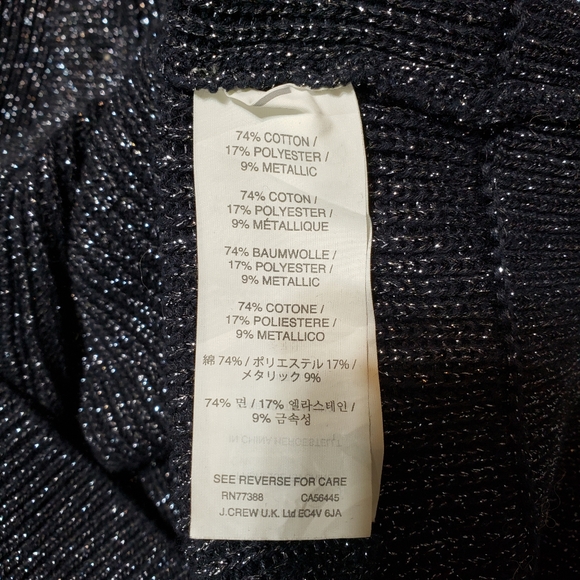 74% COTTON /
17% POLYESTER /
9% METALLIC
74% COTON /
17% POLYESTER /
9% MÉTALLIQUE
74% BAUMWOLLE /
17% POLYESTER /
9% METALLIC
74% COTONE /
17% POLIESTERE /
9% METALLICO
綿 74% / ポリエステル 17% /
メタリック 9%
74% 면 / 17% 엘라스테인 /
9% 금속성
IN CHINA HERGESTELLT
SEE REVERSE FOR CARE
RN77388 CA56445
J.CREW U.K. Ltd EC4V 6JA